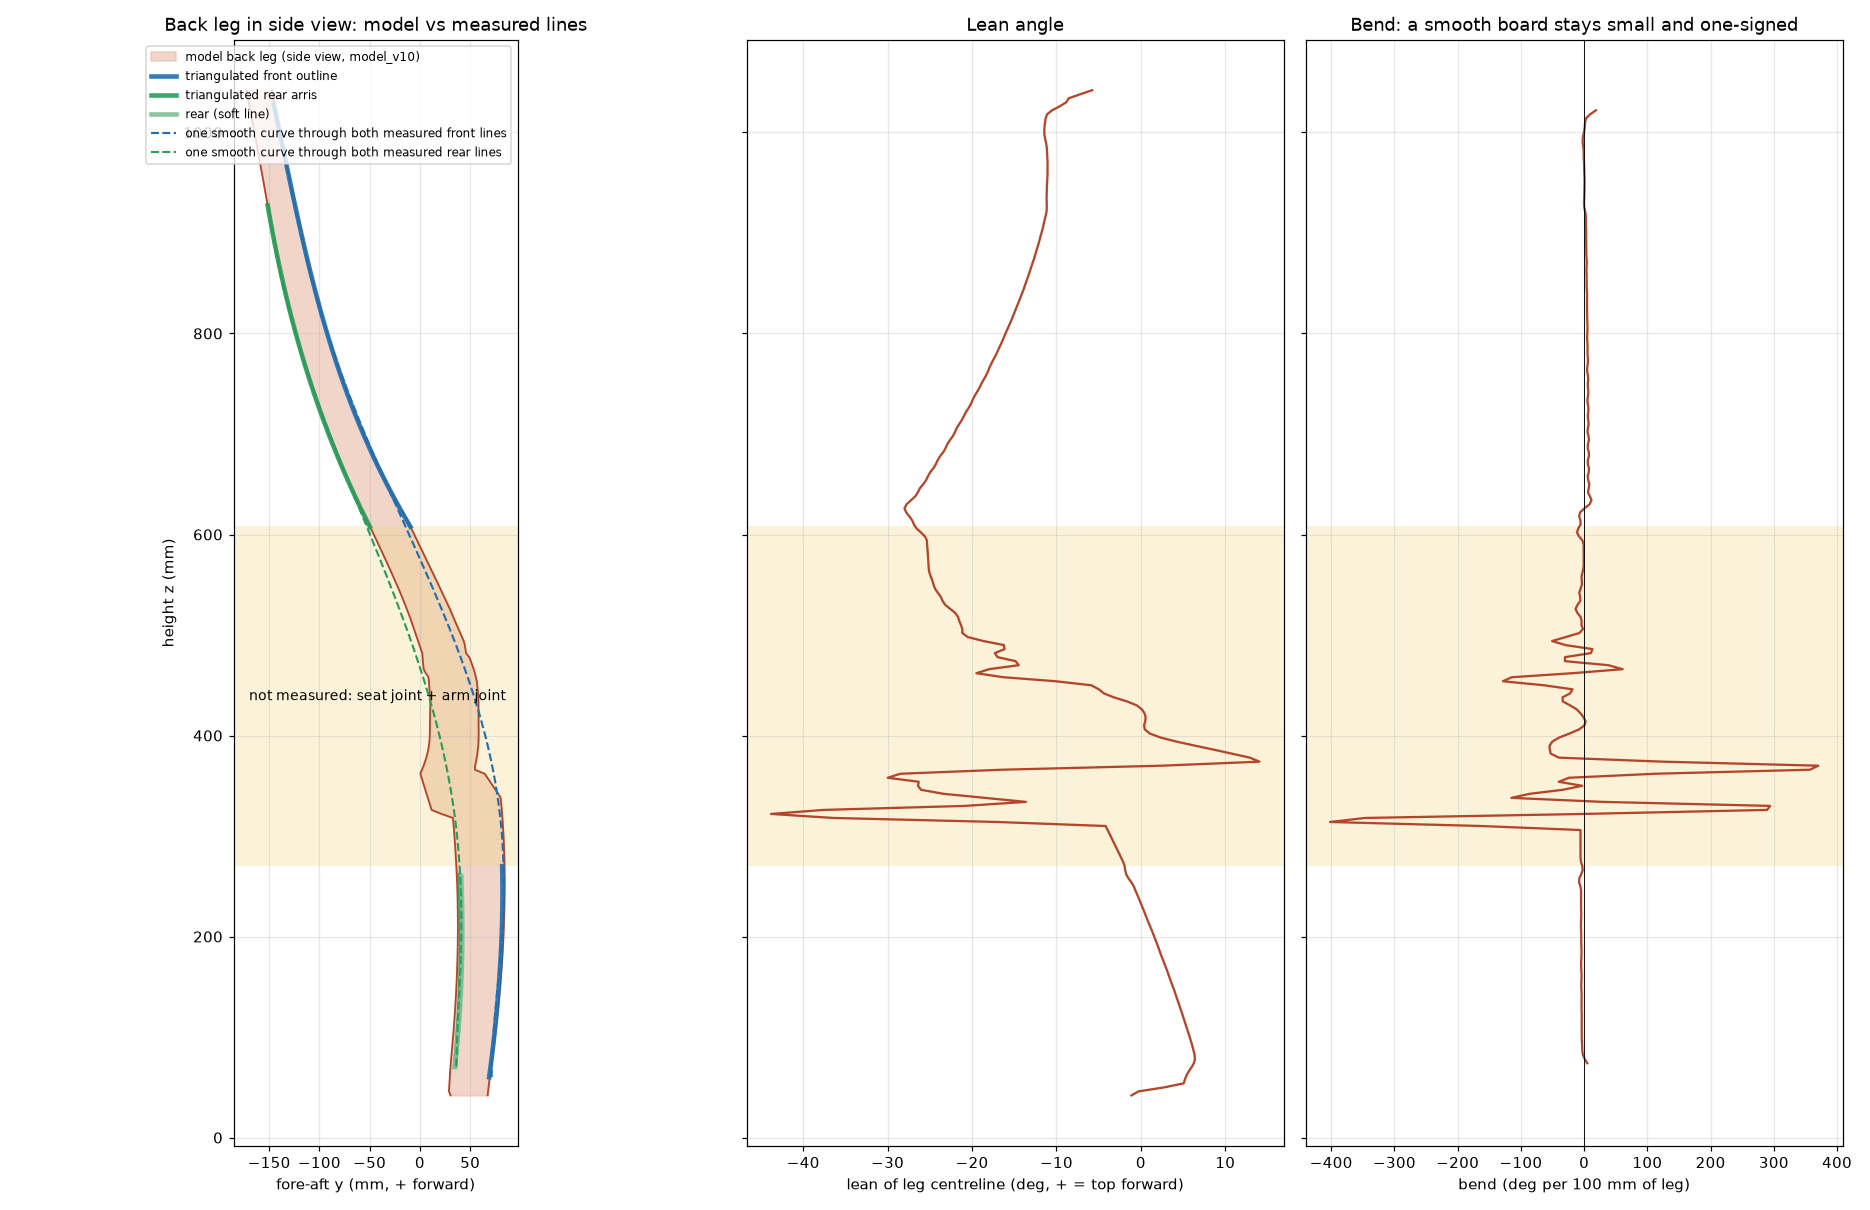 Back leg in side view: model vs measured lines
model back leg (side view, model_v10)
triangulated front outline
triangulated rear arris
rear (soft line)
one smooth curve through both measured front lines
one smooth curve through both measured rear lines
800
600
400
200
0
height z (mm)
not measured: seat joint + arm joint
−150 −100 −50 0 50
fore-aft y (mm, + forward)
Lean angle
−40 −30 −20 −10 0 10
lean of leg centreline (deg, + = top forward)
Bend: a smooth board stays small and one-signed
−400 −300 −200 −100 0 100 200 300 400
bend (deg per 100 mm of leg)